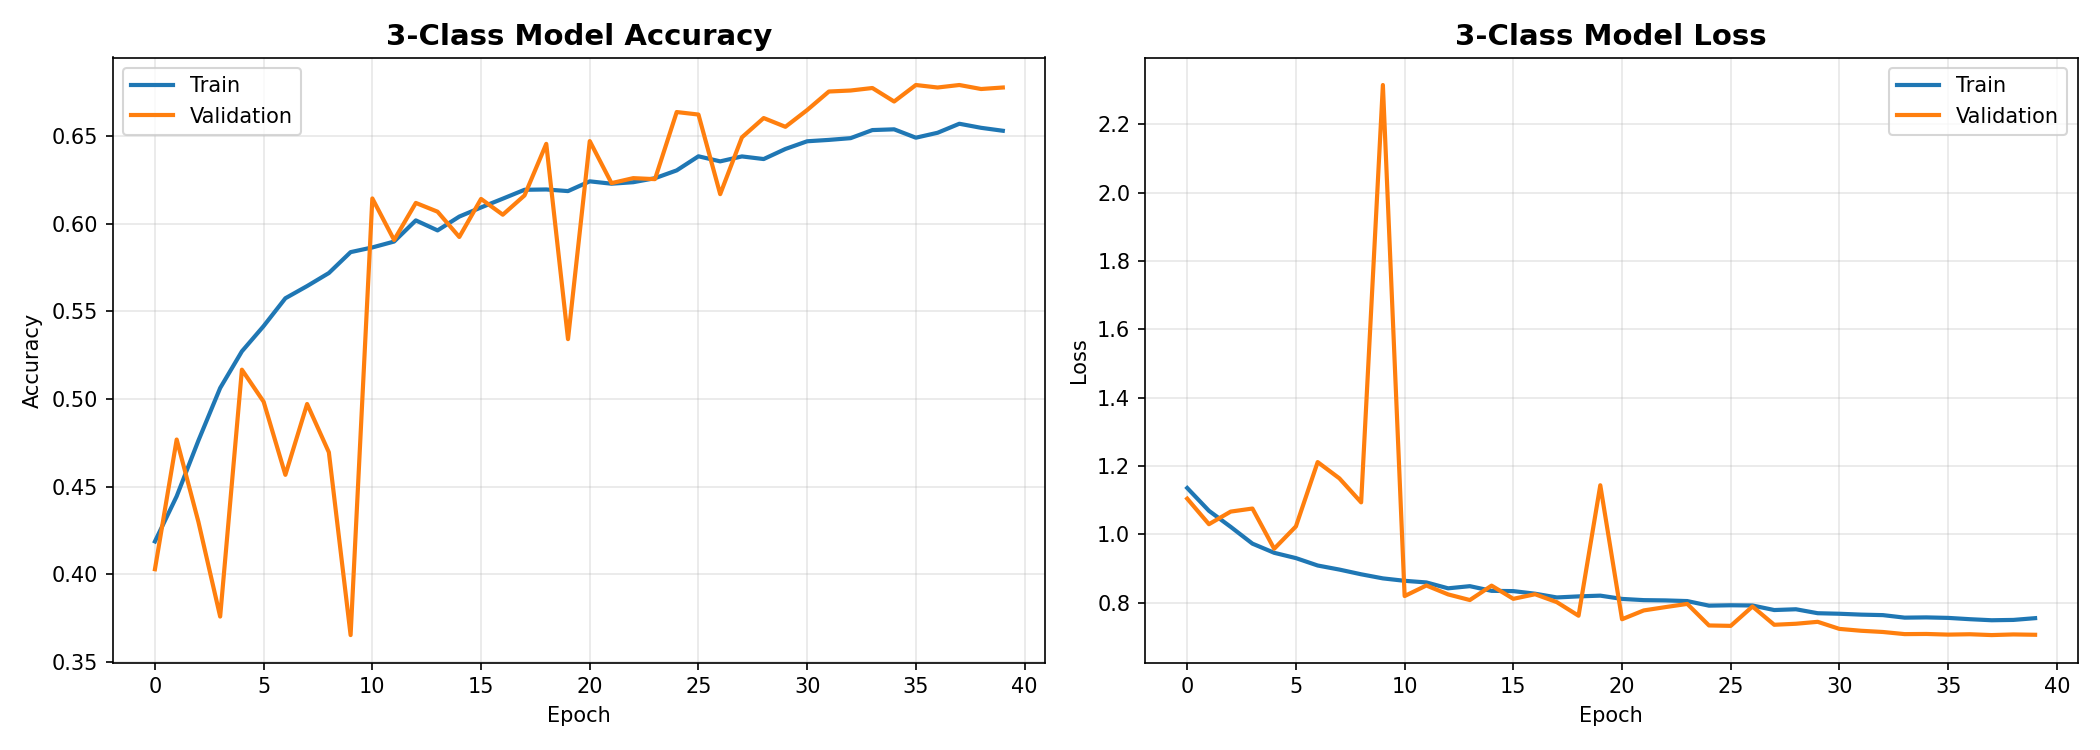 3-Class Model Accuracy
Train
Validation
Accuracy
0.65
0.60
0.55
0.50
0.45
0.40
0.35
0 5 10 15 20 25 30 35 40
Epoch
3-Class Model Loss
Train
Validation
Loss
2.2
2.0
1.8
1.6
1.4
1.2
1.0
0.8
0 5 10 15 20 25 30 35 40
Epoch